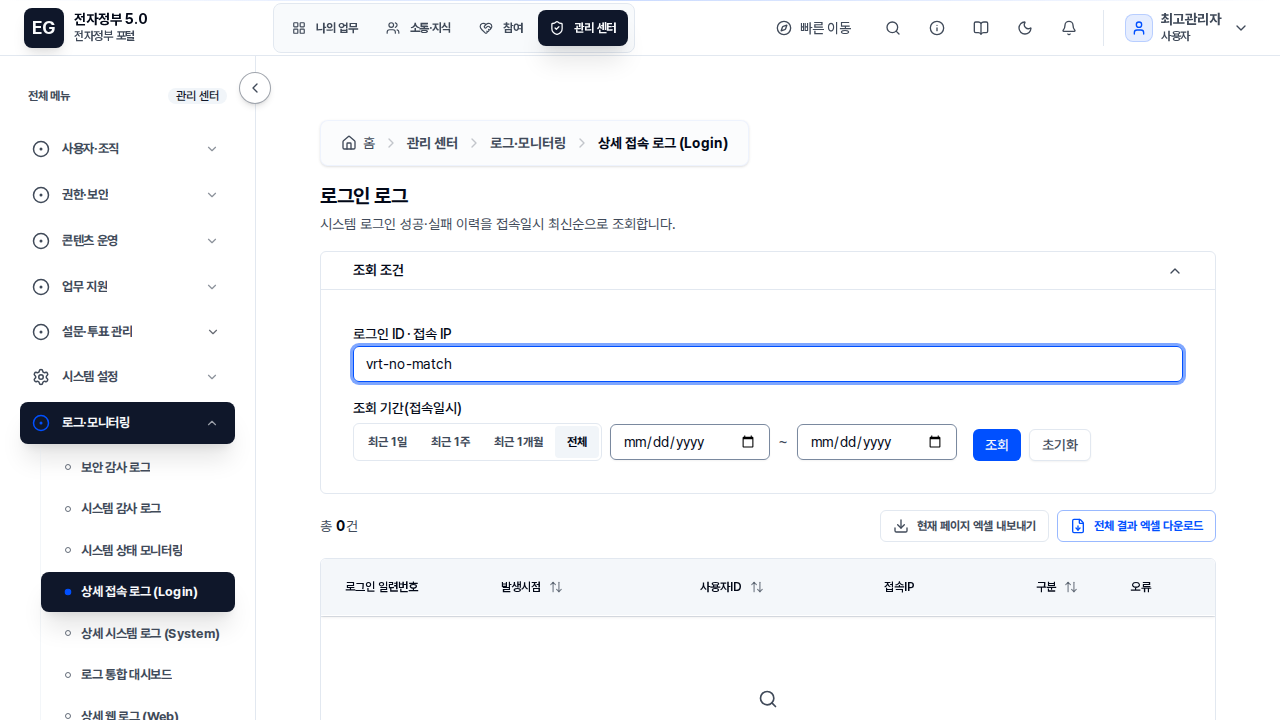 EG 전자정부 5.0
전자정부 포털
나의 업무 소통·지식 참여 관리 센터
빠른 이동
최고관리자
사용자
전체 메뉴 관리 센터
사용자·조직
권한·보안
콘텐츠 운영
업무 지원
설문·투표 관리
시스템 설정
로그·모니터링
보안 감사 로그
시스템 감사 로그
시스템 상태 모니터링
상세 접속 로그 (Login)
상세 시스템 로그 (System)
로그 통합 대시보드
상세 웹 로그 (Web)
홈 관리 센터 로그·모니터링 상세 접속 로그 (Login)
로그인 로그
시스템 로그인 성공·실패 이력을 접속일시 최신순으로 조회합니다.
조회 조건
로그인 ID · 접속 IP
vrt-no-match
조회 기간(접속일시)
최근 1일 최근 1주 최근 1개월 전체 mm/dd/yyyy ~ mm/dd/yyyy 조회 초기화
총 0건 현재 페이지 엑셀 내보내기 전체 결과 엑셀 다운로드
로그인 일련번호 발생시점 사용자ID 접속IP 구분 오류